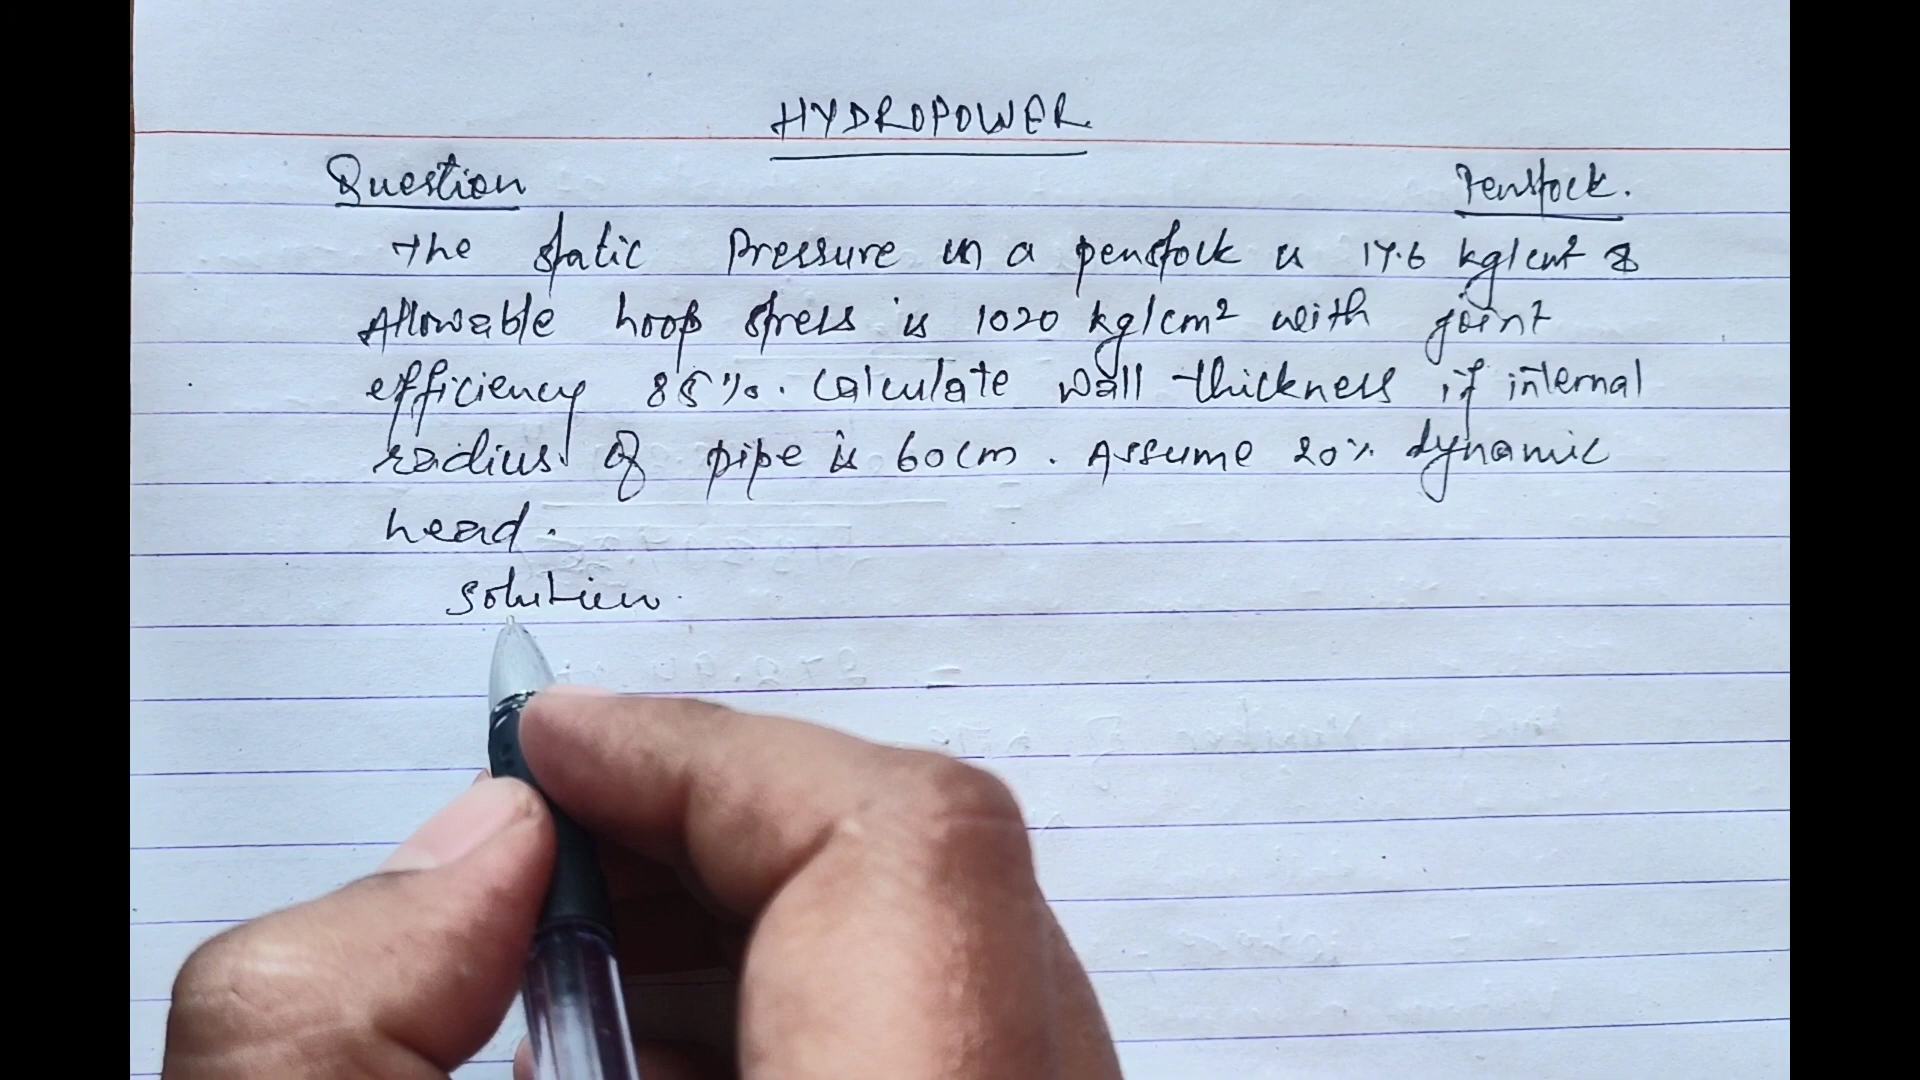 HYDROPOWER
Question
Penstock.
The static Pressure in a penstock is 17.6 kg/cm² &
Allowable hoop stress is 1020 kg/cm² with joint
efficiency 85%. Calculate wall thickness if internal
radius of pipe is 60cm. Assume 20% dynamic
head.
Solution.